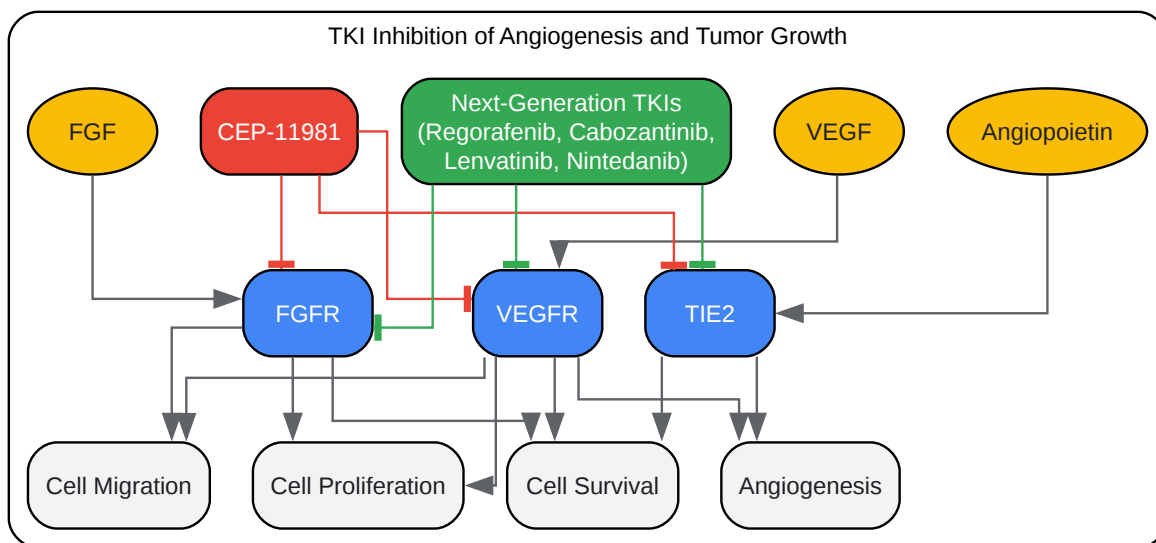 TKI Inhibition of Angiogenesis and Tumor Growth
FGF
CEP-11981
Next-Generation TKIs
(Regorafenib, Cabozantinib,
Lenvatinib, Nintedanib)
VEGF
Angiopoietin
FGFR
VEGFR
TIE2
Cell Migration
Cell Proliferation
Cell Survival
Angiogenesis